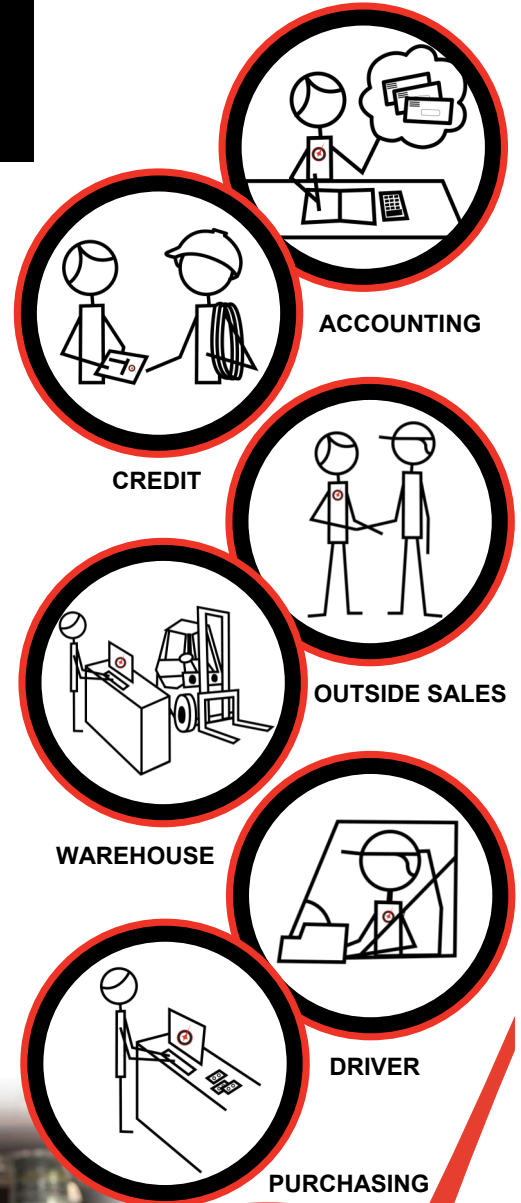 ACCOUNTING
CREDIT
OUTSIDE SALES
WAREHOUSE
DRIVER
PURCHASING